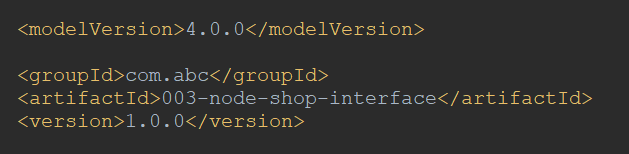 <modelVersion>4.0.0</modelVersion>
<groupId>com.abc</groupId>
<artifactId>003-node-shop-interface</artifactId>
<version>1.0.0</version>